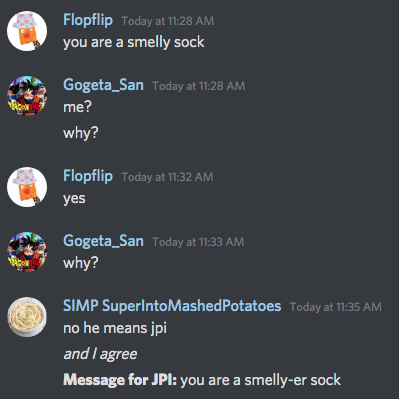 Flopflip Today at 11:28 AM
you are a smelly sock
Gogeta_San Today at 11:28 AM
me?
why?
Flopflip Today at 11:32 AM
yes
Gogeta_San Today at 11:33 AM
why?
SIMP SuperIntoMashedPotatoes Today at 11:35 AM
no he means jpi
and I agree
Message for JPI: you are a smelly-er sock